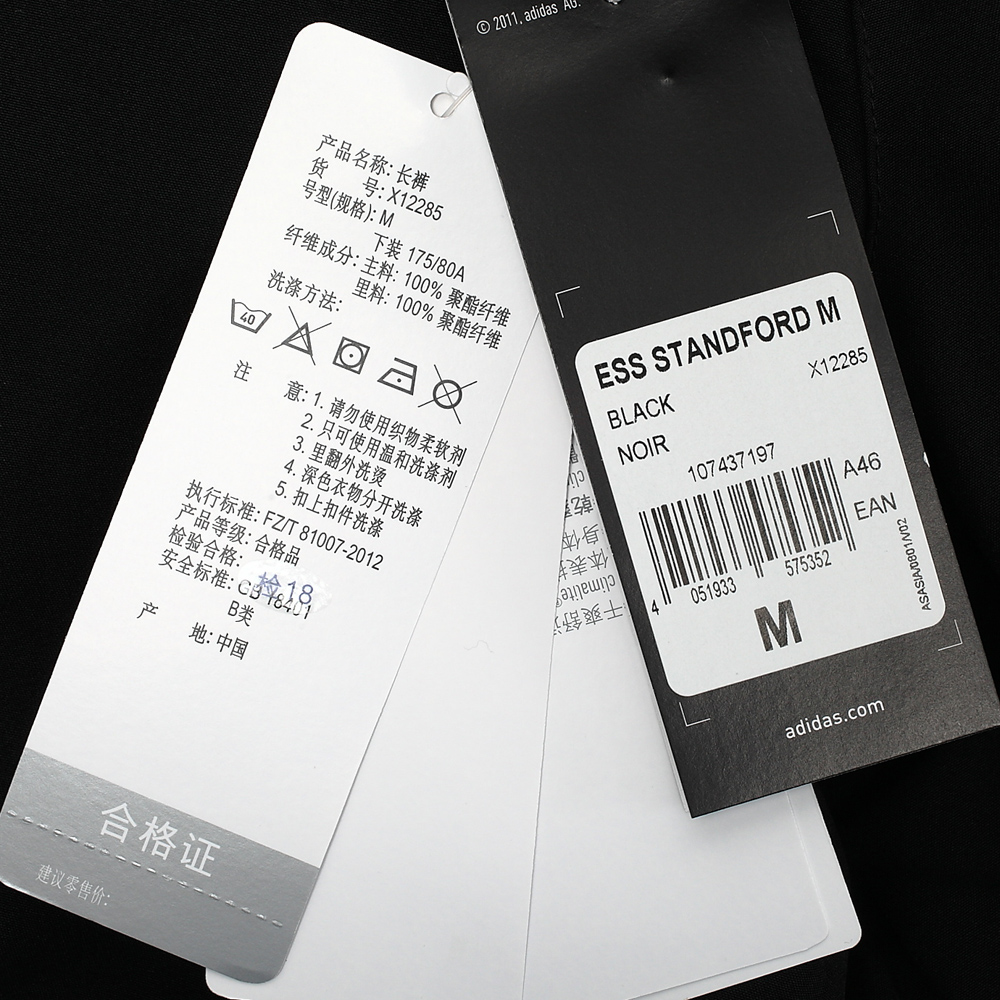 产品名称: 长裤
货 号: X12285
号型(规格): M
下装 175/80A
纤维成分: 主料: 100% 聚酯纤维
里料: 100% 聚酯纤维
洗涤方法:
40
注 意: 1. 请勿使用织物柔软剂
2. 只可使用温和洗涤剂
3. 里翻外洗烫
4. 深色衣物分开洗涤
5. 扣上扣件洗涤
执行标准: FZ/T 81007-2012
产品等级: 合格品
检验合格: 检18
安全标准: GB 18401
B类
产 地: 中国
合格证
建议零售价:
© 2011, adidas AG.
ESS STANDFORD M
X12285
BLACK
NOIR
107437197
A46
EAN
4 051933 575352
M
ASASIA/0801/V02
adidas.com
climalite®
干爽舒